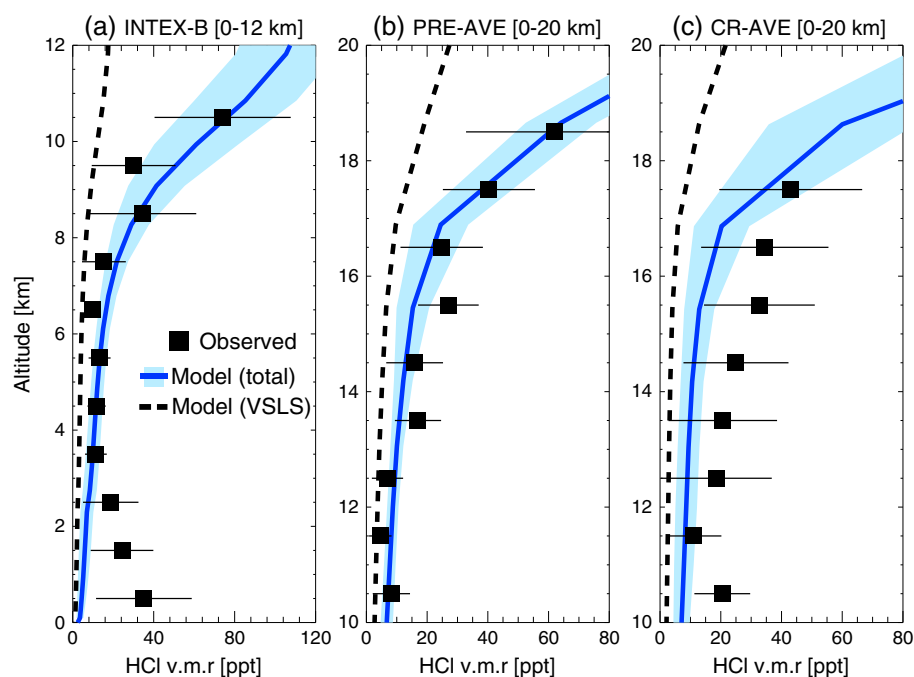 (a) INTEX-B [0-12 km]
(b) PRE-AVE [0-20 km]
(c) CR-AVE [0-20 km]
12
10
8
6
4
2
0
Altitude [km]
Observed
Model (total)
Model (VSLS)
0 40 80 120
HCl v.m.r [ppt]
20
18
16
14
12
10
0 20 40 60 80
HCl v.m.r [ppt]
20
18
16
14
12
10
0 20 40 60 80
HCl v.m.r [ppt]